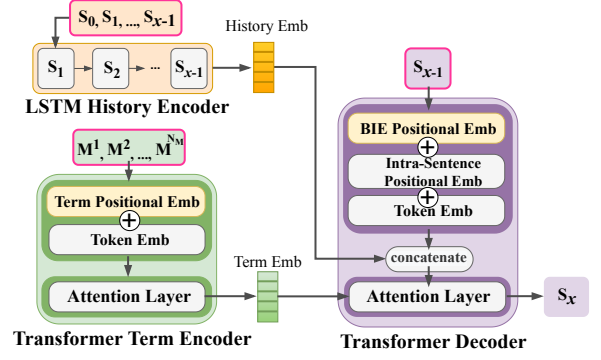 S0, S1, ..., Sx-1
History Emb
S1
S2
...
Sx-1
LSTM History Encoder
M1, M2, ..., MNM
Term Positional Emb
+
Token Emb
Attention Layer
Transformer Term Encoder
Term Emb
Sx-1
BIE Positional Emb
+
Intra-Sentence
Positional Emb
+
Token Emb
concatenate
Attention Layer
Transformer Decoder
Sx